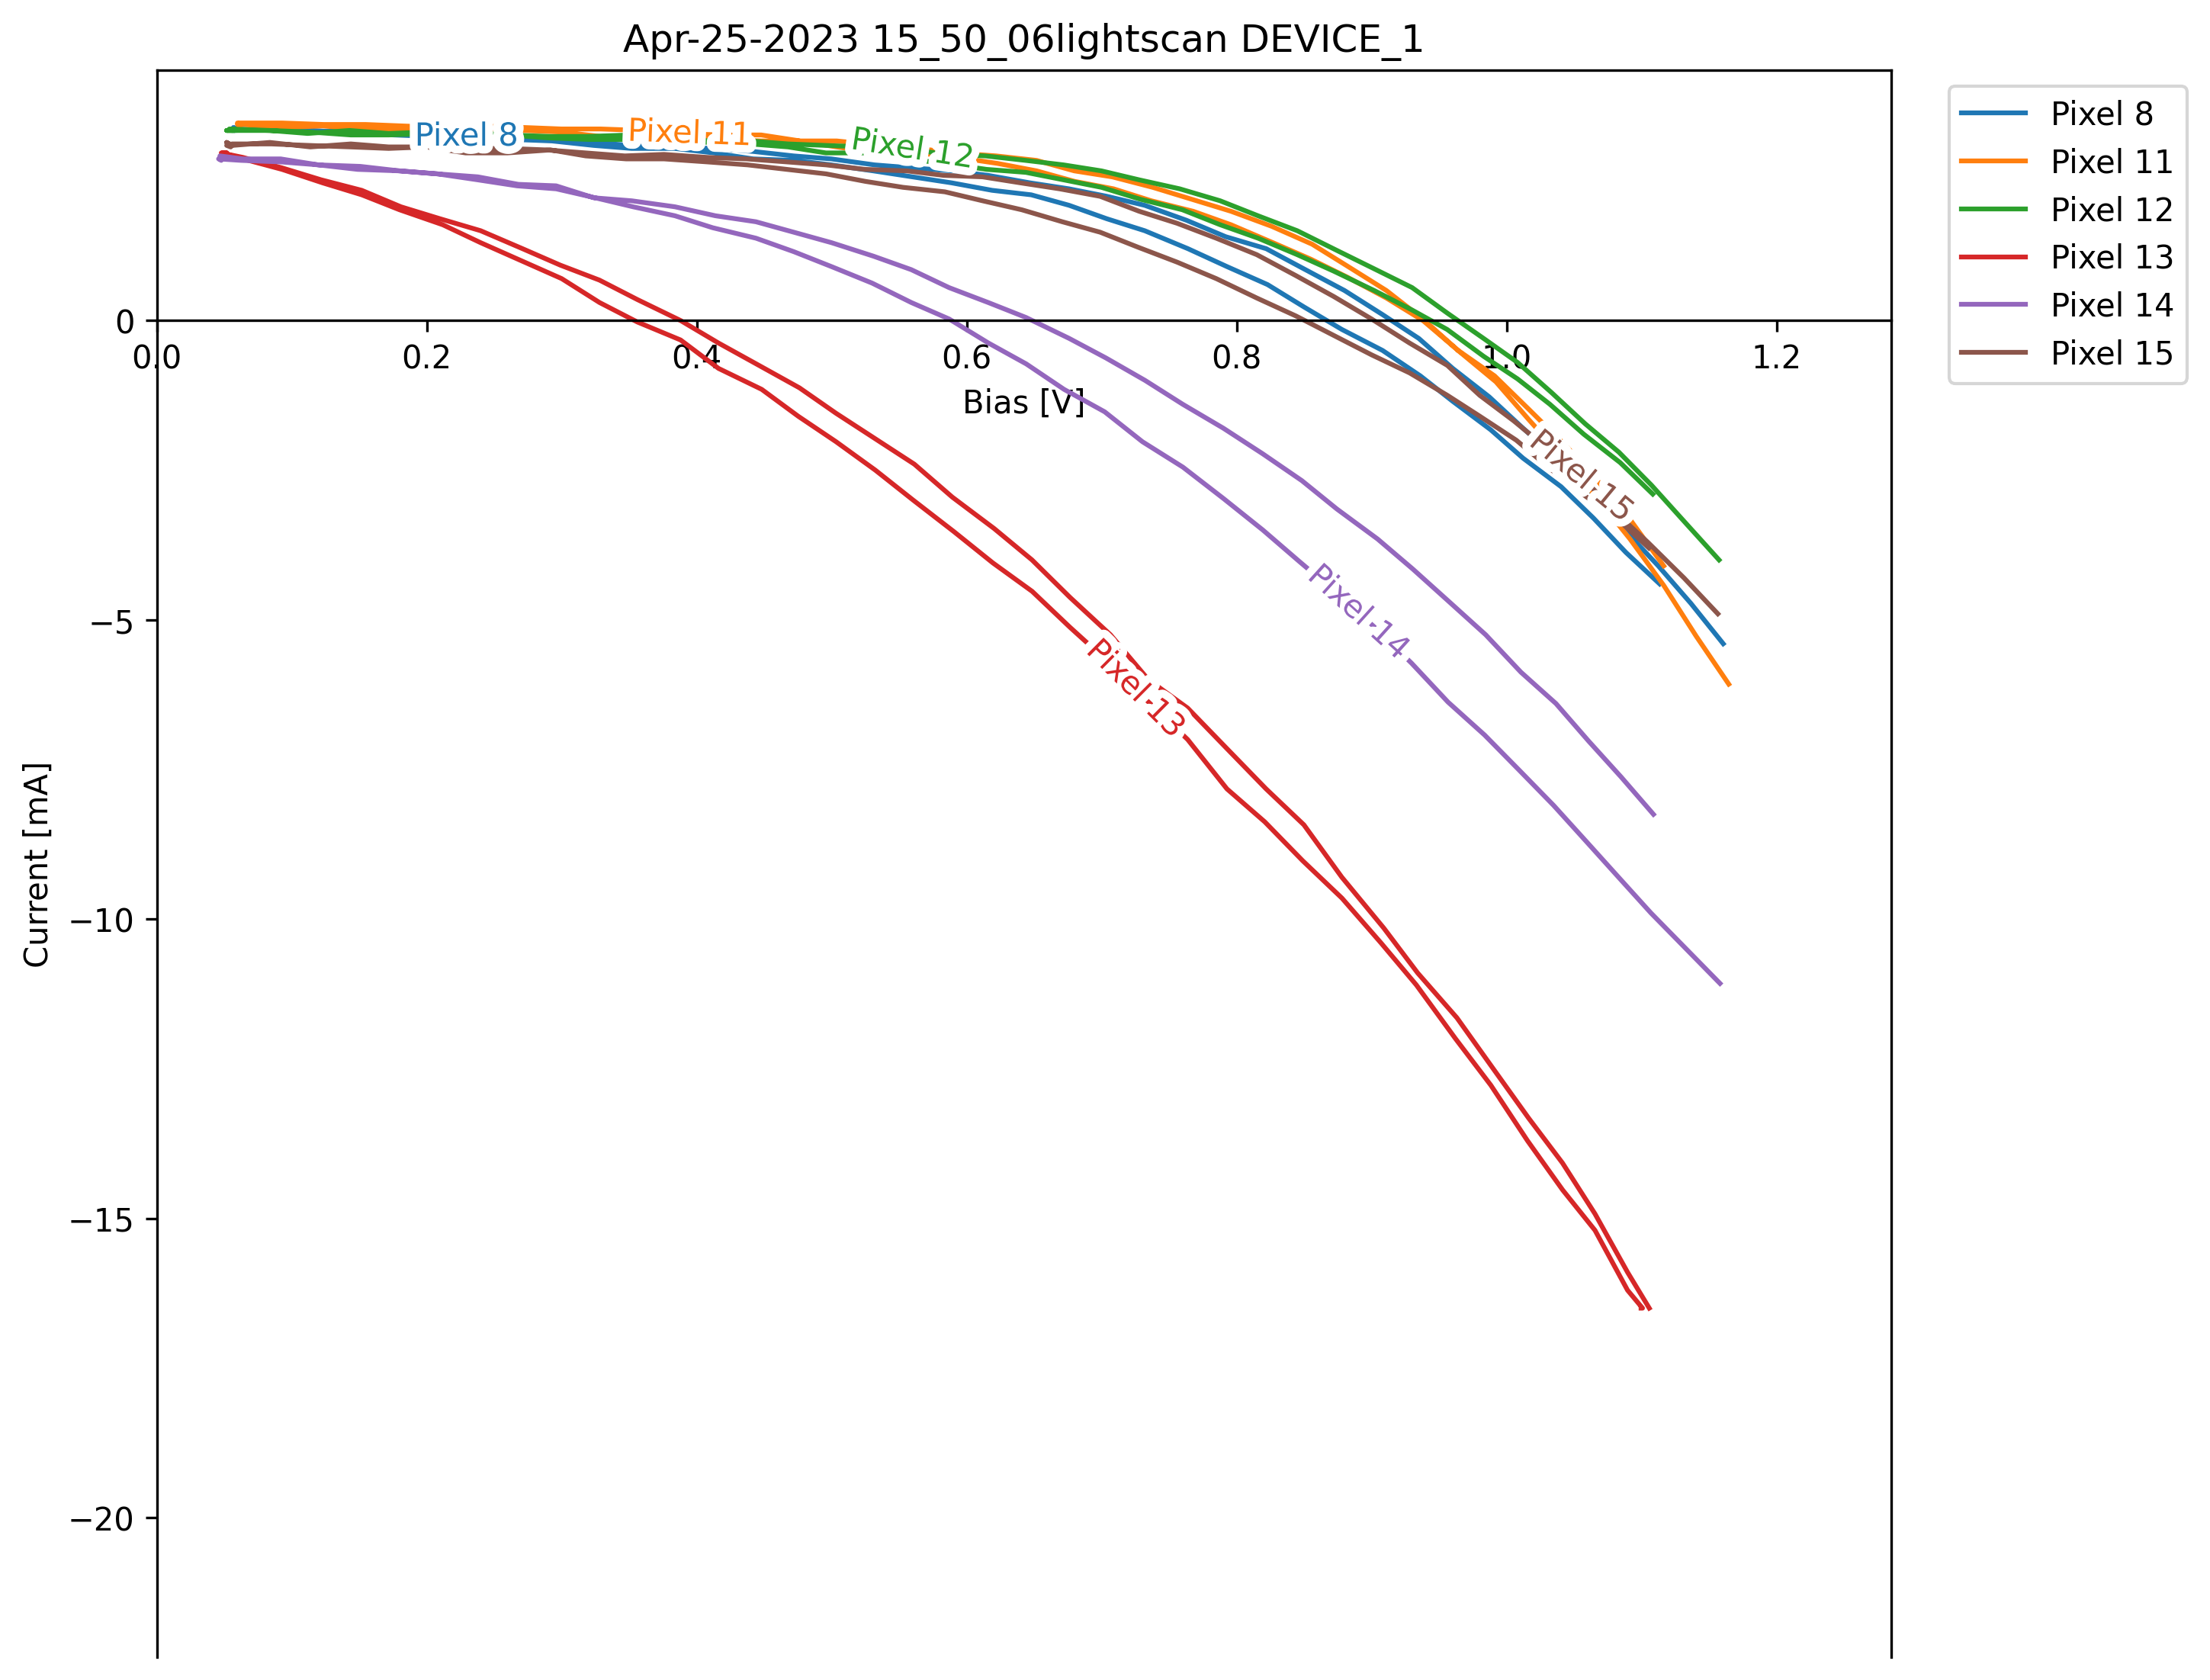 Apr-25-2023 15_50_06lightscan DEVICE_1
Pixel 8
Pixel 11
Pixel 12
Pixel 13
Pixel 14
Pixel 15
Pixel 8
Pixel 11
Pixel 12
0
0.0
0.2
0.4
0.6
0.8
1.0
1.2
Bias [V]
Pixel 15
−5
Pixel 14
Pixel 13
Current [mA]
−10
−15
−20